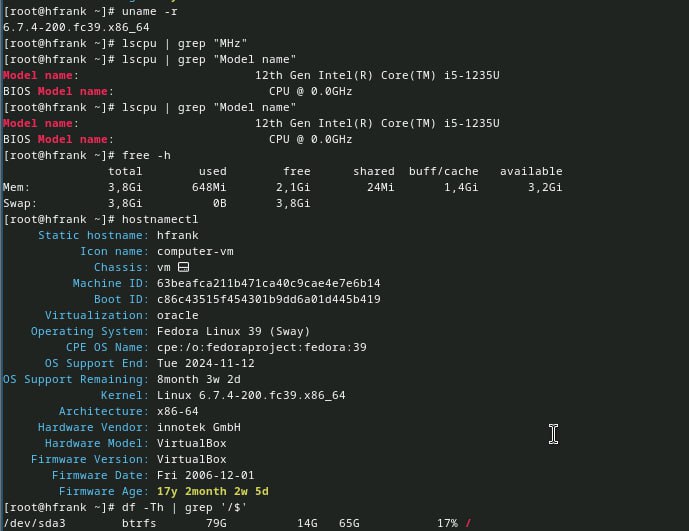 [root@hfrank ~]# uname -r
6.7.4-200.fc39.x86_64
[root@hfrank ~]# lscpu | grep "MHz"
[root@hfrank ~]# lscpu | grep "Model name"
Model name:                          12th Gen Intel(R) Core(TM) i5-1235U
BIOS Model name:                       CPU @ 0.0GHz
[root@hfrank ~]# lscpu | grep "Model name"
Model name:                          12th Gen Intel(R) Core(TM) i5-1235U
BIOS Model name:                       CPU @ 0.0GHz
[root@hfrank ~]# free -h
               total        used        free      shared  buff/cache   available
Mem:           3,8Gi       648Mi       2,1Gi        24Mi       1,4Gi       3,2Gi
Swap:          3,8Gi          0B       3,8Gi
[root@hfrank ~]# hostnamectl
     Static hostname: hfrank
           Icon name: computer-vm
             Chassis: vm 🖴
          Machine ID: 63beafca211b471ca40c9cae4e7e6b14
             Boot ID: c86c43515f454301b9dd6a01d445b419
      Virtualization: oracle
    Operating System: Fedora Linux 39 (Sway)
         CPE OS Name: cpe:/o:fedoraproject:fedora:39
      OS Support End: Tue 2024-11-12
OS Support Remaining: 8month 3w 2d
              Kernel: Linux 6.7.4-200.fc39.x86_64
        Architecture: x86-64
     Hardware Vendor: innotek GmbH
      Hardware Model: VirtualBox
    Firmware Version: VirtualBox
       Firmware Date: Fri 2006-12-01
        Firmware Age: 17y 2month 2w 5d
[root@hfrank ~]# df -Th | grep '/$'
/dev/sda3        btrfs       79G          14G   65G           17% /